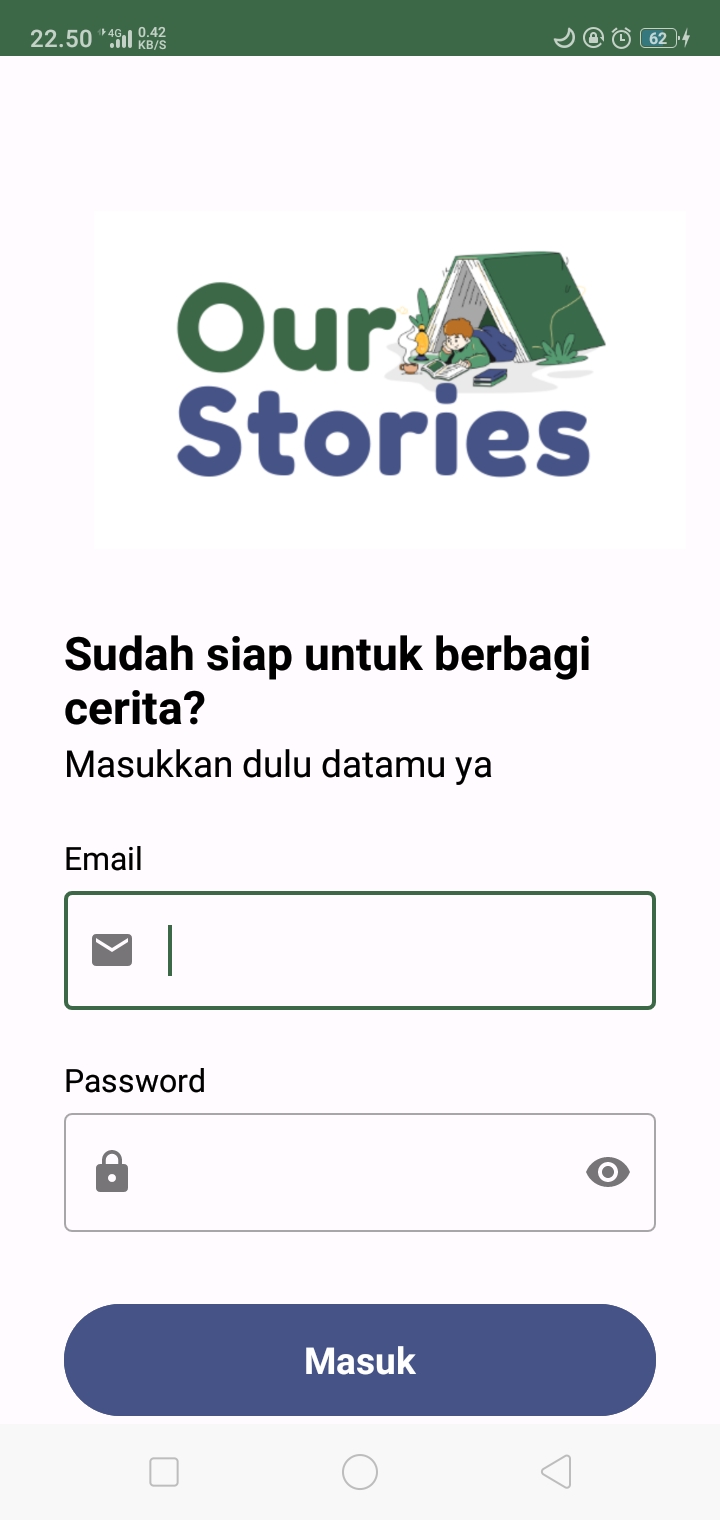 22.50 4G 0.42 KB/S 62
Our
Stories
Sudah siap untuk berbagi
cerita?
Masukkan dulu datamu ya
Email
Password
Masuk